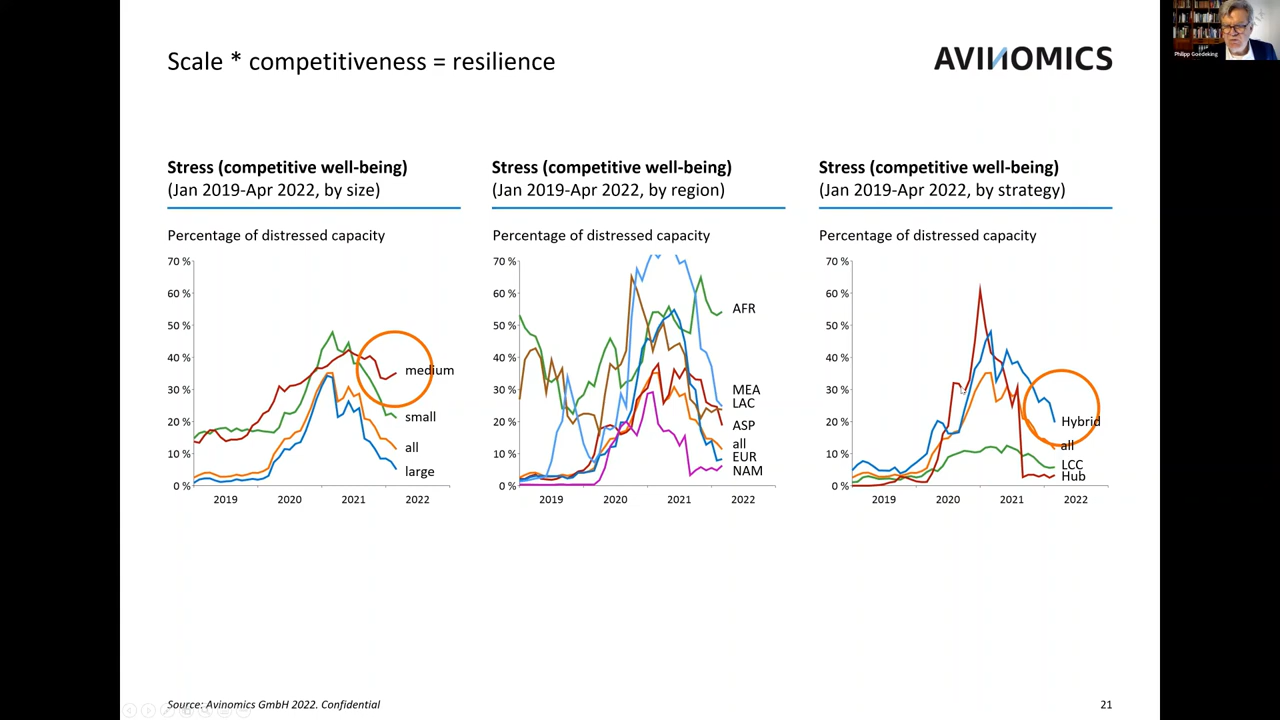 Scale * competitiveness = resilience
AVINOMICS
Philipp Goedeking
Stress (competitive well-being)
(Jan 2019-Apr 2022, by size)
Percentage of distressed capacity
70 %
60 %
50 %
40 %
30 %
20 %
10 %
0 %
2019
2020
2021
2022
medium
small
all
large
Stress (competitive well-being)
(Jan 2019-Apr 2022, by region)
Percentage of distressed capacity
70 %
60 %
50 %
40 %
30 %
20 %
10 %
0 %
2019
2020
2021
2022
AFR
MEA
LAC
ASP
all
EUR
NAM
Stress (competitive well-being)
(Jan 2019-Apr 2022, by strategy)
Percentage of distressed capacity
70 %
60 %
50 %
40 %
30 %
20 %
10 %
0 %
2019
2020
2021
2022
Hybrid
all
LCC
Hub
Source: Avinomics GmbH 2022. Confidential
21